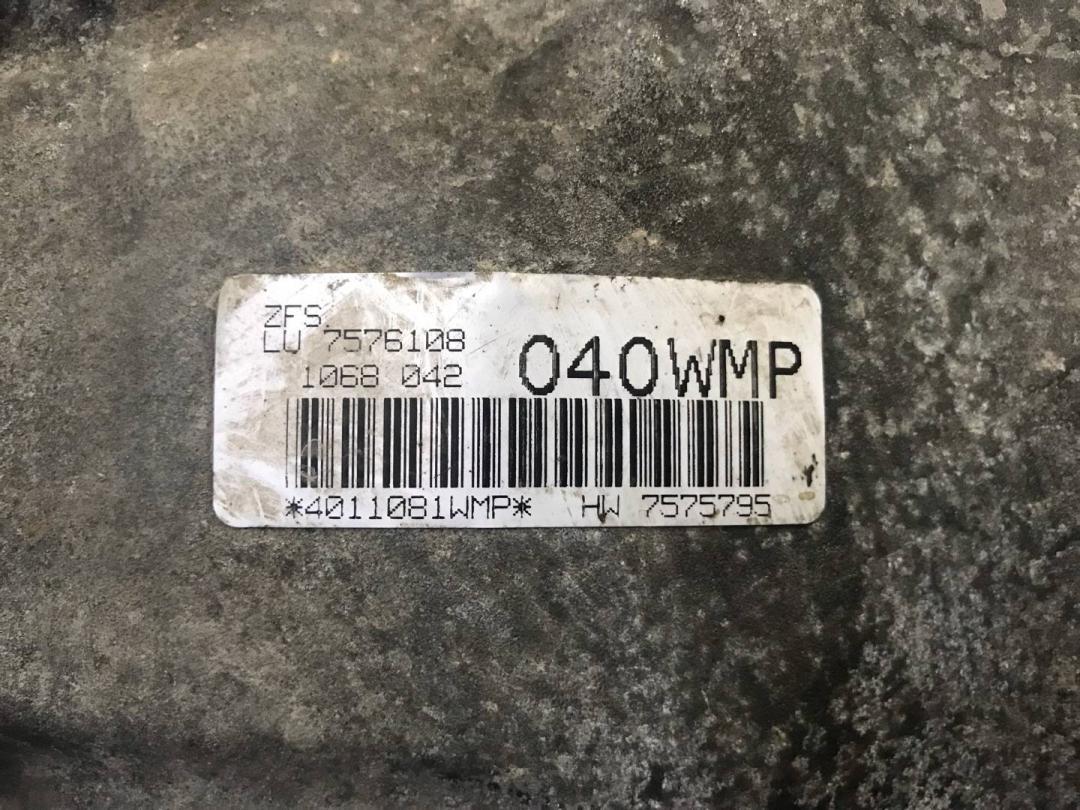 ZFS
LU 7576108
1068 042
040WMP
*4011081WMP*
HW 7575795